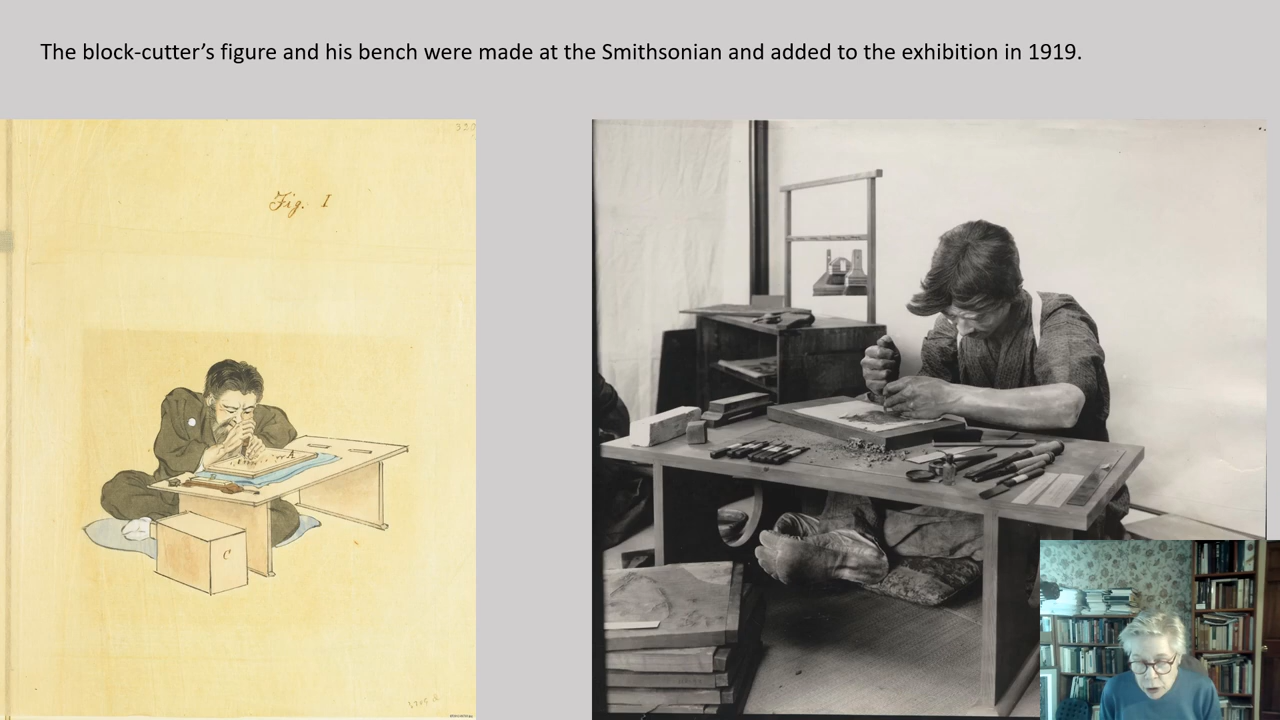 The block-cutter’s figure and his bench were made at the Smithsonian and added to the exhibition in 1919.
Fig. I
A
C